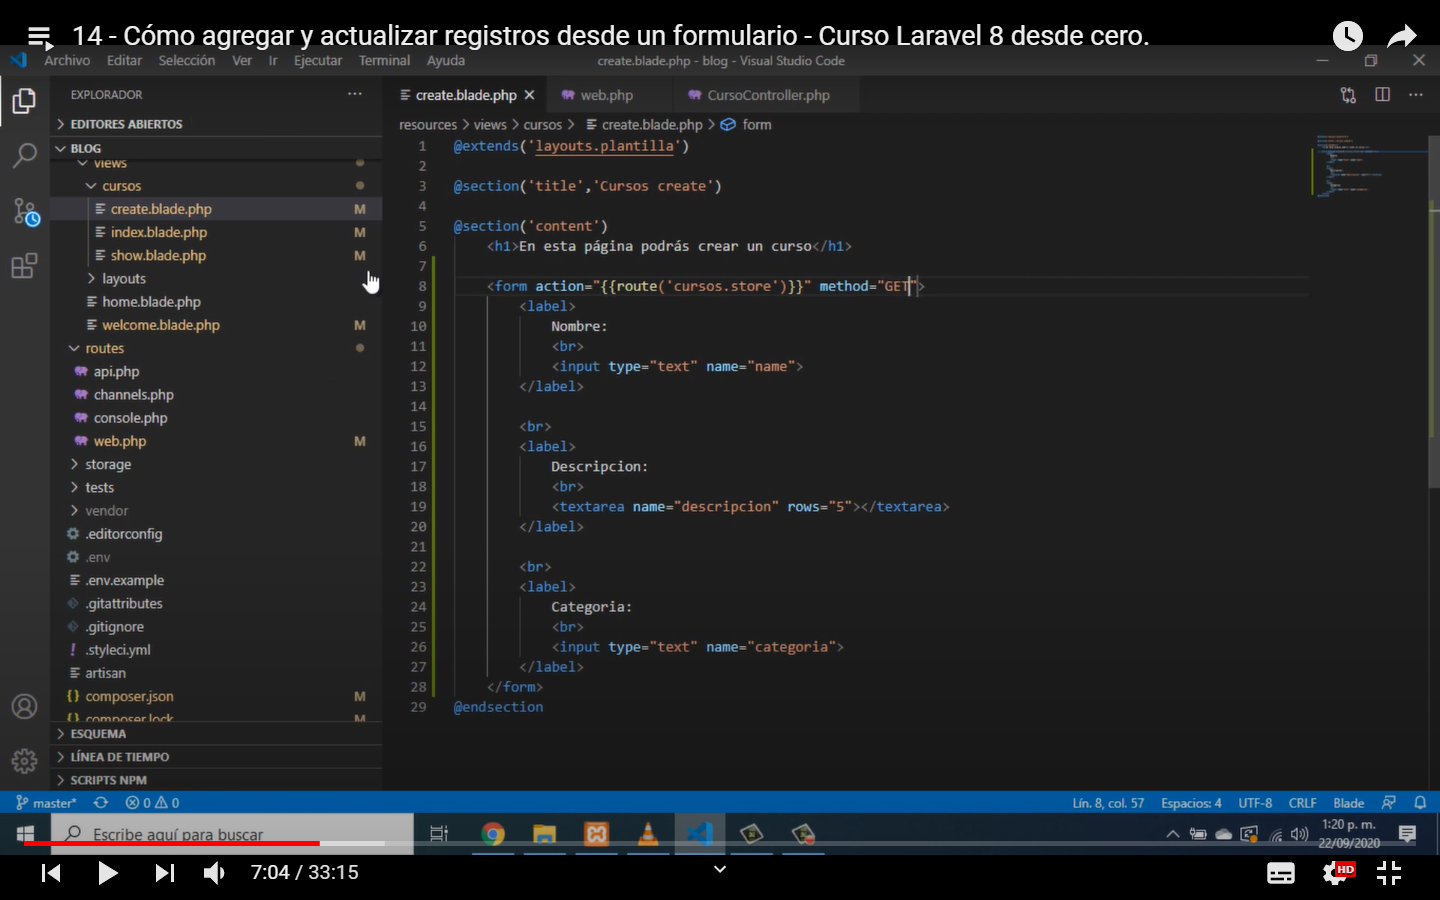 14 - Cómo agregar y actualizar registros desde un formulario - Curso Laravel 8 desde cero.
Archivo Editar Selección Ver Ir Ejecutar Terminal Ayuda
create.blade.php - blog - Visual Studio Code
EXPLORADOR
EDITORES ABIERTOS
BLOG
views
cursos
create.blade.php M
index.blade.php M
show.blade.php M
layouts
home.blade.php
welcome.blade.php M
routes
api.php
channels.php
console.php
web.php M
storage
tests
vendor
.editorconfig
.env
.env.example
.gitattributes
.gitignore
.styleci.yml
artisan
composer.json M
composer.lock M
ESQUEMA
LÍNEA DE TIEMPO
SCRIPTS NPM
create.blade.php web.php CursoController.php
resources > views > cursos > create.blade.php > form
1 @extends('layouts.plantilla')
2
3 @section('title','Cursos create')
4
5 @section('content')
6 <h1>En esta página podrás crear un curso</h1>
7
8 <form action="{{route('cursos.store')}}" method="GET">
9 <label>
10 Nombre:
11 <br>
12 <input type="text" name="name">
13 </label>
14
15 <br>
16 <label>
17 Descripcion:
18 <br>
19 <textarea name="descripcion" rows="5"></textarea>
20 </label>
21
22 <br>
23 <label>
24 Categoria:
25 <br>
26 <input type="text" name="categoria">
27 </label>
28 </form>
29 @endsection
master* 0 0
Lín. 8, col. 57 Espacios: 4 UTF-8 CRLF Blade
Escribe aquí para buscar
1:20 p. m.
22/09/2020
7:04 / 33:15
HD